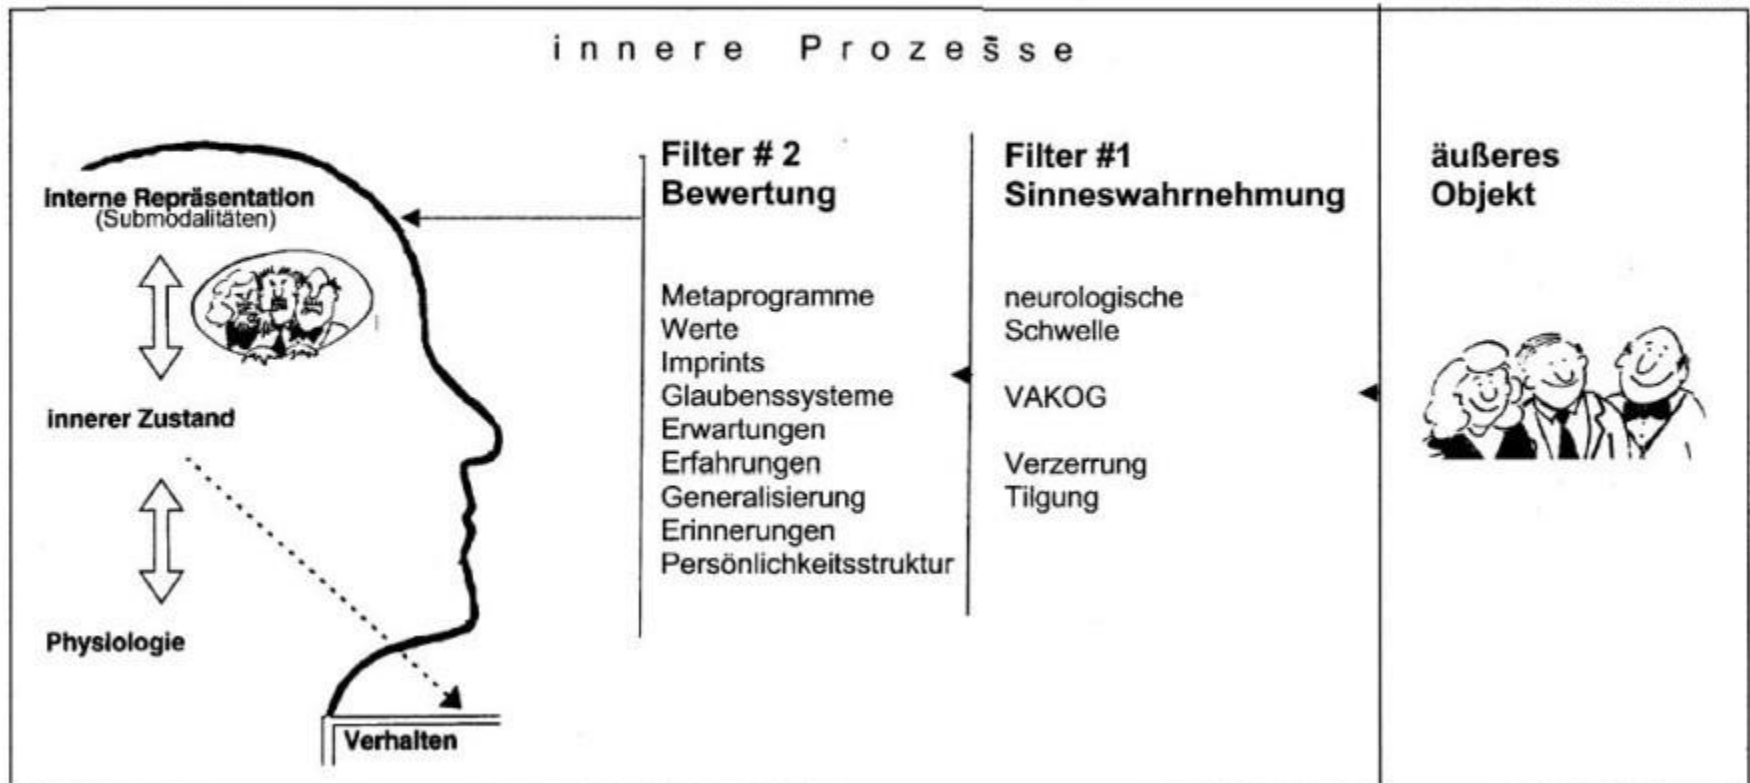 innere Prozesse
interne Repräsentation
(Submodalitäten)
innerer Zustand
Physiologie
Verhalten
Filter # 2
Bewertung
Metaprogramme
Werte
Imprints
Glaubenssysteme
Erwartungen
Erfahrungen
Generalisierung
Erinnerungen
Persönlichkeitsstruktur
Filter #1
Sinneswahrnehmung
neurologische
Schwelle
VAKOG
Verzerrung
Tilgung
äußeres
Objekt